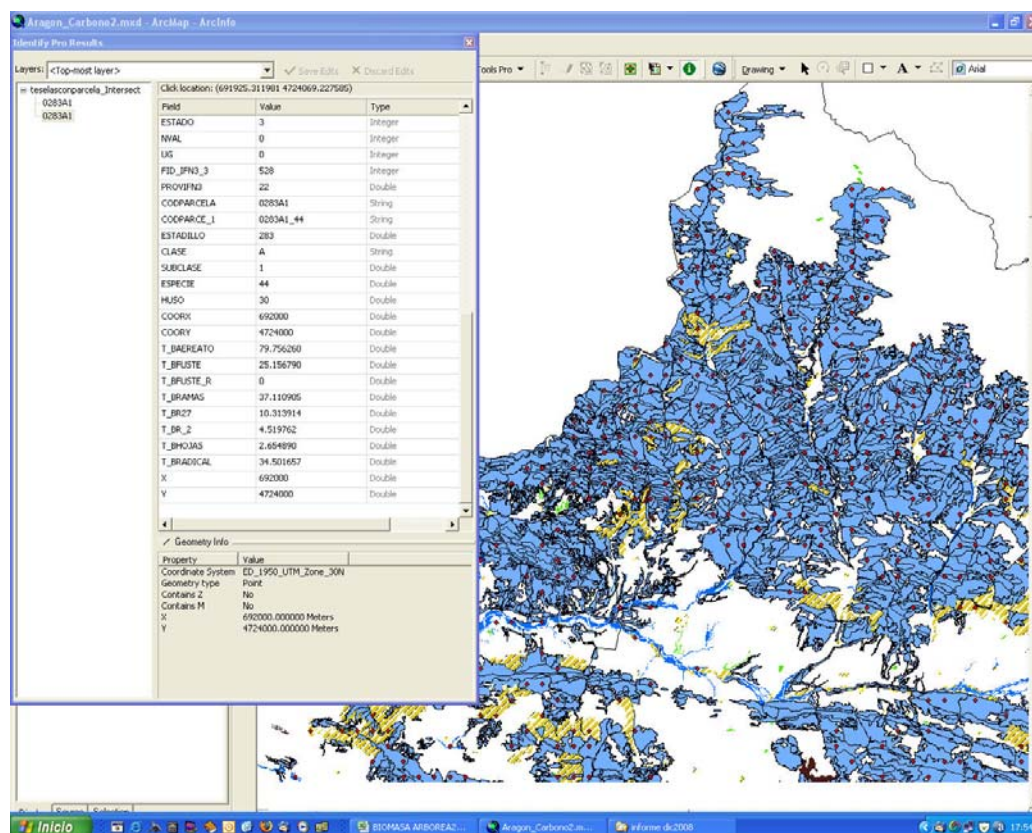 Aragon_Carbono2.mxd - ArcMap - ArcInfo
Identify Pro Results
Layers: <Top-most layer>
Save Edits
Discard Edits
Tools Pro
Drawing
A
Arial
teselasconparcela_Intersect
0283A1
0283A1
Click location: (691925.311981 4724069.227585)
Field Value Type
ESTADO 3 Integer
NVAL 0 Integer
UG 0 Integer
FID_IFN3_3 528 Integer
PROVIFN3 22 Double
CODPARCELA 0283A1 String
CODPARCE_1 0283A1_44 String
ESTADILLO 283 Double
CLASE A String
SUBCLASE 1 Double
ESPECIE 44 Double
HUSO 30 Double
COORX 692000 Double
COORY 4724000 Double
T_BAEREATO 79.756260 Double
T_BFUSTE 25.156790 Double
T_BFUSTE_R 0 Double
T_BRAMAS 37.110905 Double
T_BR27 10.313914 Double
T_BR_2 4.519762 Double
T_BHOJAS 2.654890 Double
T_BRADICAL 34.501657 Double
X 692000 Double
Y 4724000 Double
Geometry Info
Property Value
Coordinate System ED_1950_UTM_Zone_30N
Geometry type Point
Contains Z No
Contains M No
X 692000.000000 Meters
Y 4724000.000000 Meters
Source Selection
Inicio
BIOMASA ARBOREA2...
Aragon_Carbono2.m...
informe dic2008